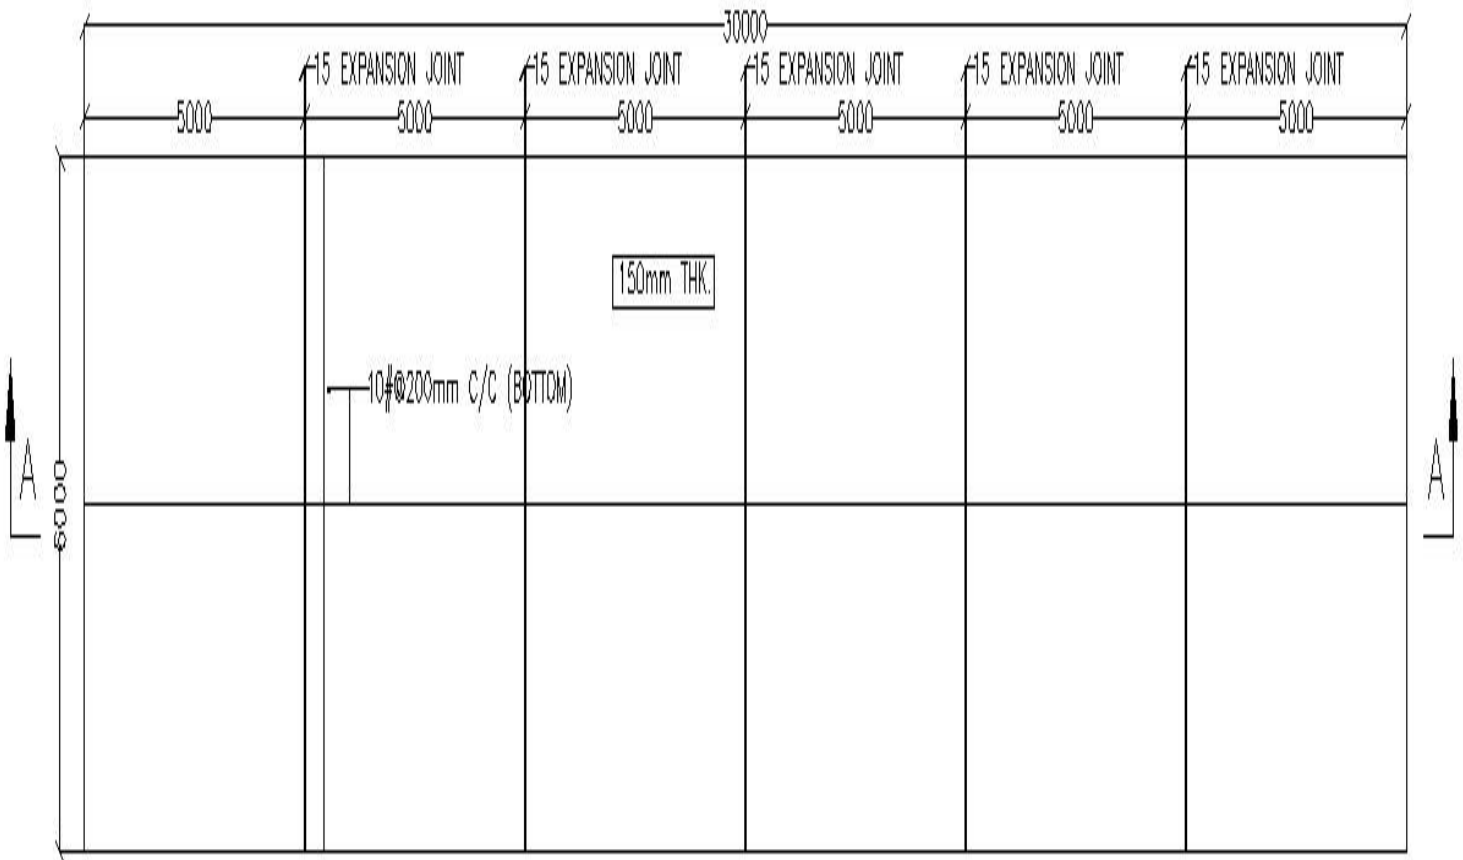 30000
15 EXPANSION JOINT
15 EXPANSION JOINT
15 EXPANSION JOINT
15 EXPANSION JOINT
15 EXPANSION JOINT
5000
5000
5000
5000
5000
5000
150mm THK.
10#@200mm C/C (BOTTOM)
A
6000
A